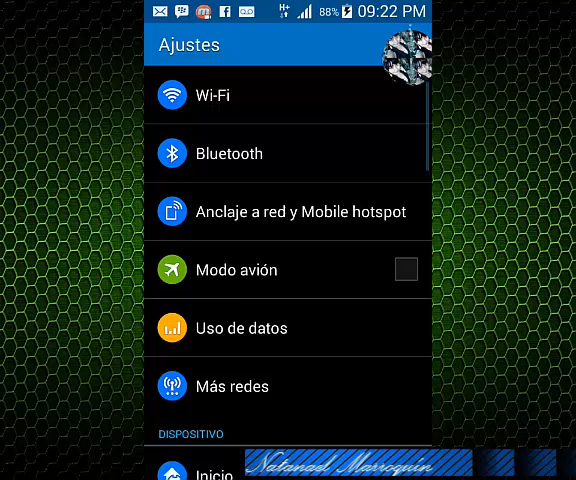 H+ 88% 09:22 PM
Ajustes
Wi-Fi
Bluetooth
Anclaje a red y Mobile hotspot
Modo avión
Uso de datos
Más redes
DISPOSITIVO
Inicio
Natanael Marroquín